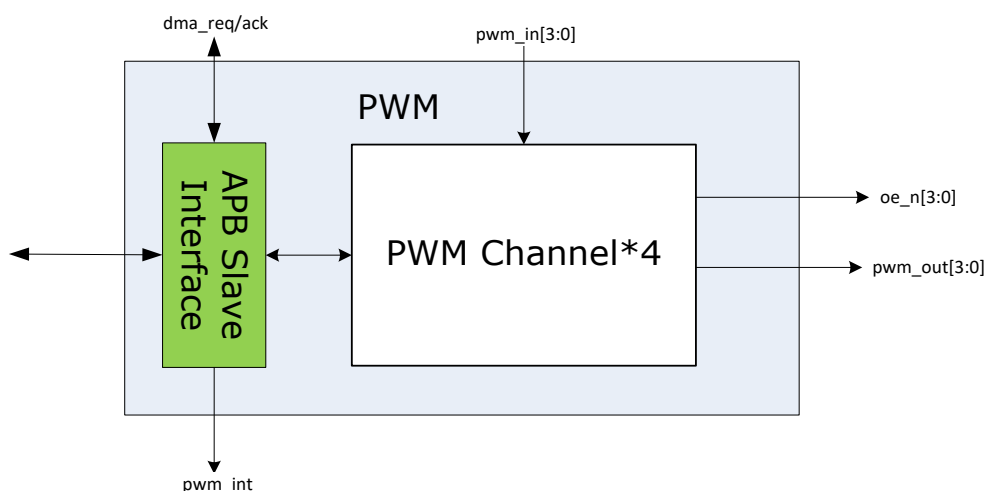 dma_req/ack
pwm_in[3:0]
PWM
APB Slave
Interface
PWM Channel*4
oe_n[3:0]
pwm_out[3:0]
pwm_int